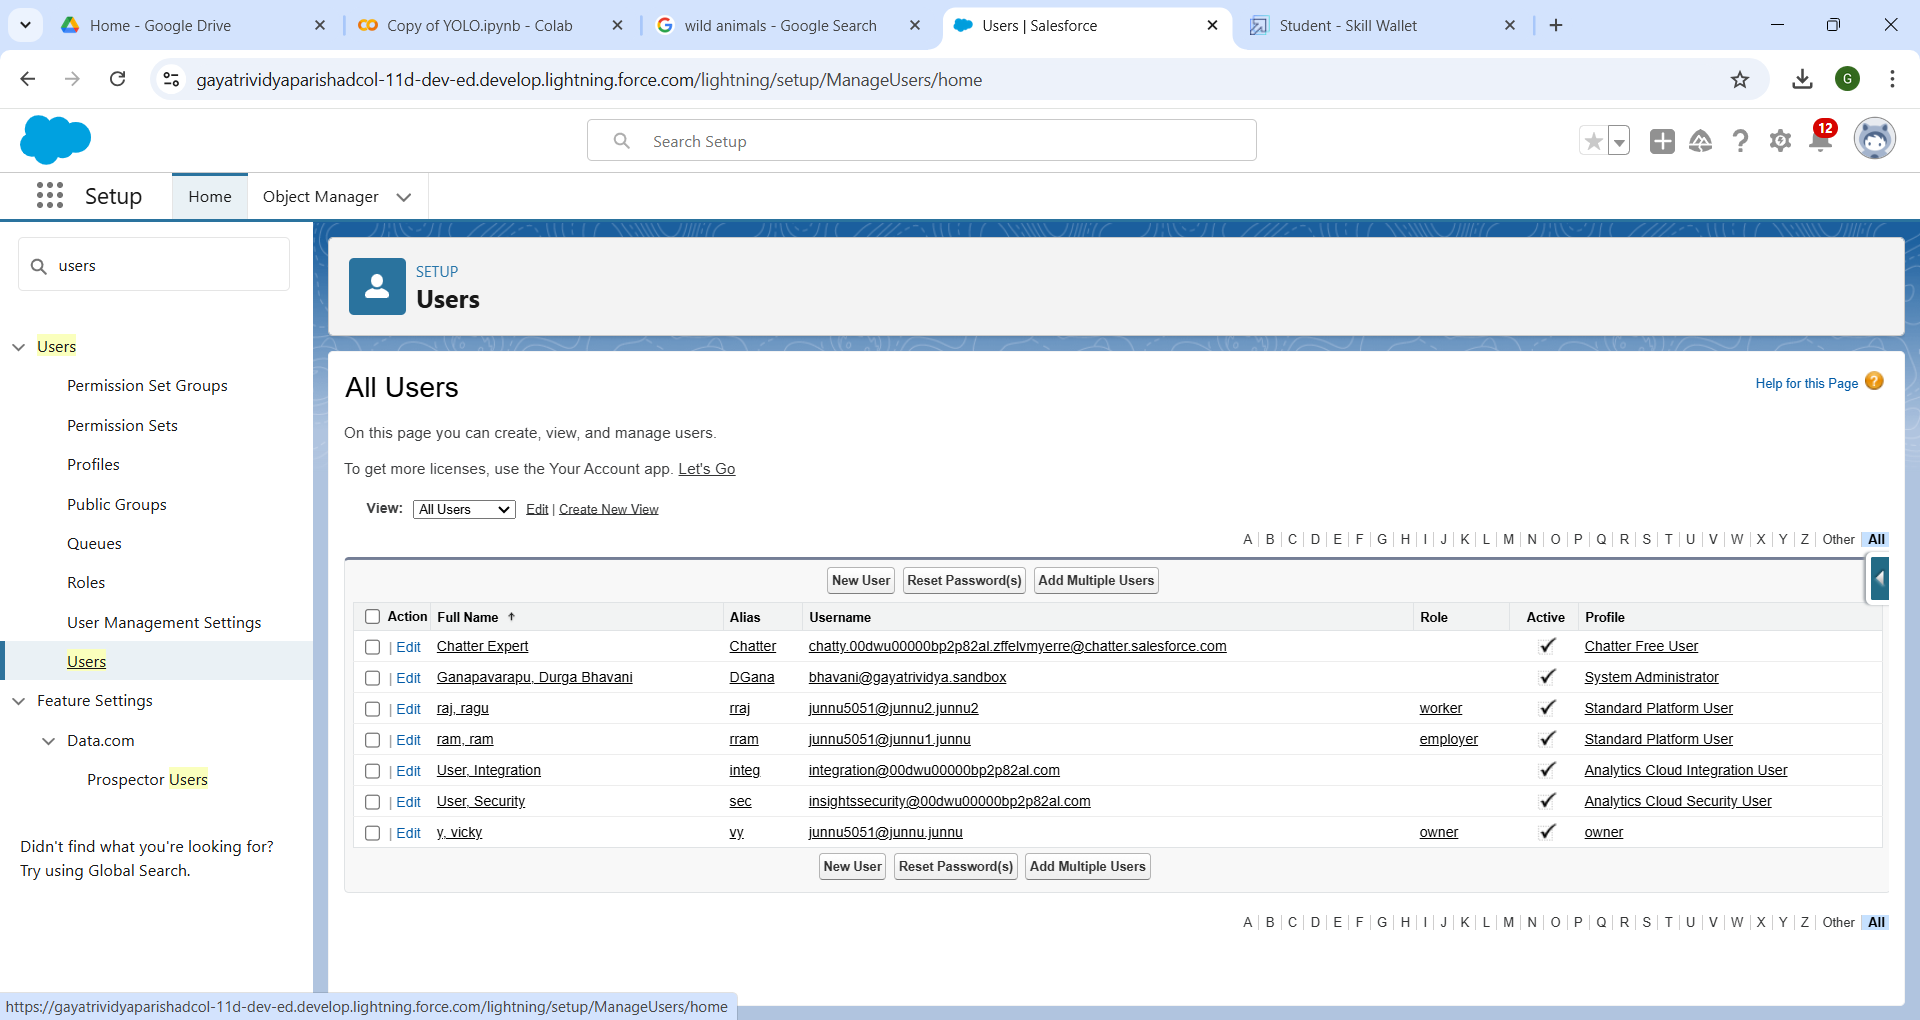 Home - Google Drive
Copy of YOLO.ipynb - Colab
wild animals - Google Search
Users | Salesforce
Student - Skill Wallet
gayatrividyaparishadcol-11d-dev-ed.develop.lightning.force.com/lightning/setup/ManageUsers/home
G
Search Setup
12
Setup
Home
Object Manager
users
Users
Permission Set Groups
Permission Sets
Profiles
Public Groups
Queues
Roles
User Management Settings
Users
Feature Settings
Data.com
Prospector Users
Didn't find what you're looking for?
Try using Global Search.
SETUP
Users
All Users
Help for this Page ?
On this page you can create, view, and manage users.
To get more licenses, use the Your Account app. Let's Go
View: All Users Edit | Create New View
A | B | C | D | E | F | G | H | I | J | K | L | M | N | O | P | Q | R | S | T | U | V | W | X | Y | Z | Other | All
New User Reset Password(s) Add Multiple Users
Action Full Name ↑ Alias Username Role Active Profile
| Edit Chatter Expert Chatter chatty.00dwu00000bp2p82al.zffelvmyerre@chatter.salesforce.com ✓ Chatter Free User
| Edit Ganapavarapu, Durga Bhavani DGana bhavani@gayatrividya.sandbox ✓ System Administrator
| Edit raj, ragu rraj junnu5051@junnu2.junnu2 worker ✓ Standard Platform User
| Edit ram, ram rram junnu5051@junnu1.junnu employer ✓ Standard Platform User
| Edit User, Integration integ integration@00dwu00000bp2p82al.com ✓ Analytics Cloud Integration User
| Edit User, Security sec insightssecurity@00dwu00000bp2p82al.com ✓ Analytics Cloud Security User
| Edit y, vicky vy junnu5051@junnu.junnu owner ✓ owner
New User Reset Password(s) Add Multiple Users
A | B | C | D | E | F | G | H | I | J | K | L | M | N | O | P | Q | R | S | T | U | V | W | X | Y | Z | Other | All
https://gayatrividyaparishadcol-11d-dev-ed.develop.lightning.force.com/lightning/setup/ManageUsers/home